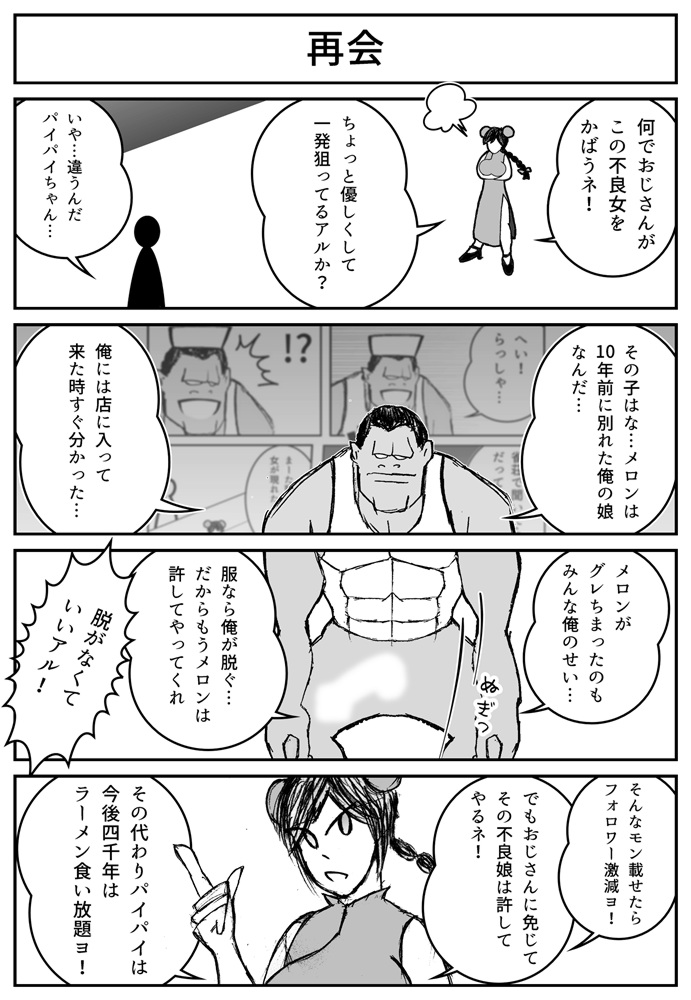 再会
何でおじさんが
この不良女を
かばうネ！
ちょっと優しくして
一発狙ってるアルか？
いや…違うんだ
パイパイちゃん…
その子はな…メロンは
10年前に別れた俺の娘
なんだ…
へい！
らっしゃ…
!?
俺には店に入って
来た時すぐ分かった…
メロンが
グレちまったのも
みんな俺のせい…
ぬぎっ
服なら俺が脱ぐ…
だからもうメロンは
許してやってくれ
脱がなくて
いいアル！
そんなモン載せたら
フォロワー激減ヨ！
でもおじさんに免じて
その不良娘は許して
やるネ！
その代わりパイパイは
今後四千年は
ラーメン食い放題ヨ！